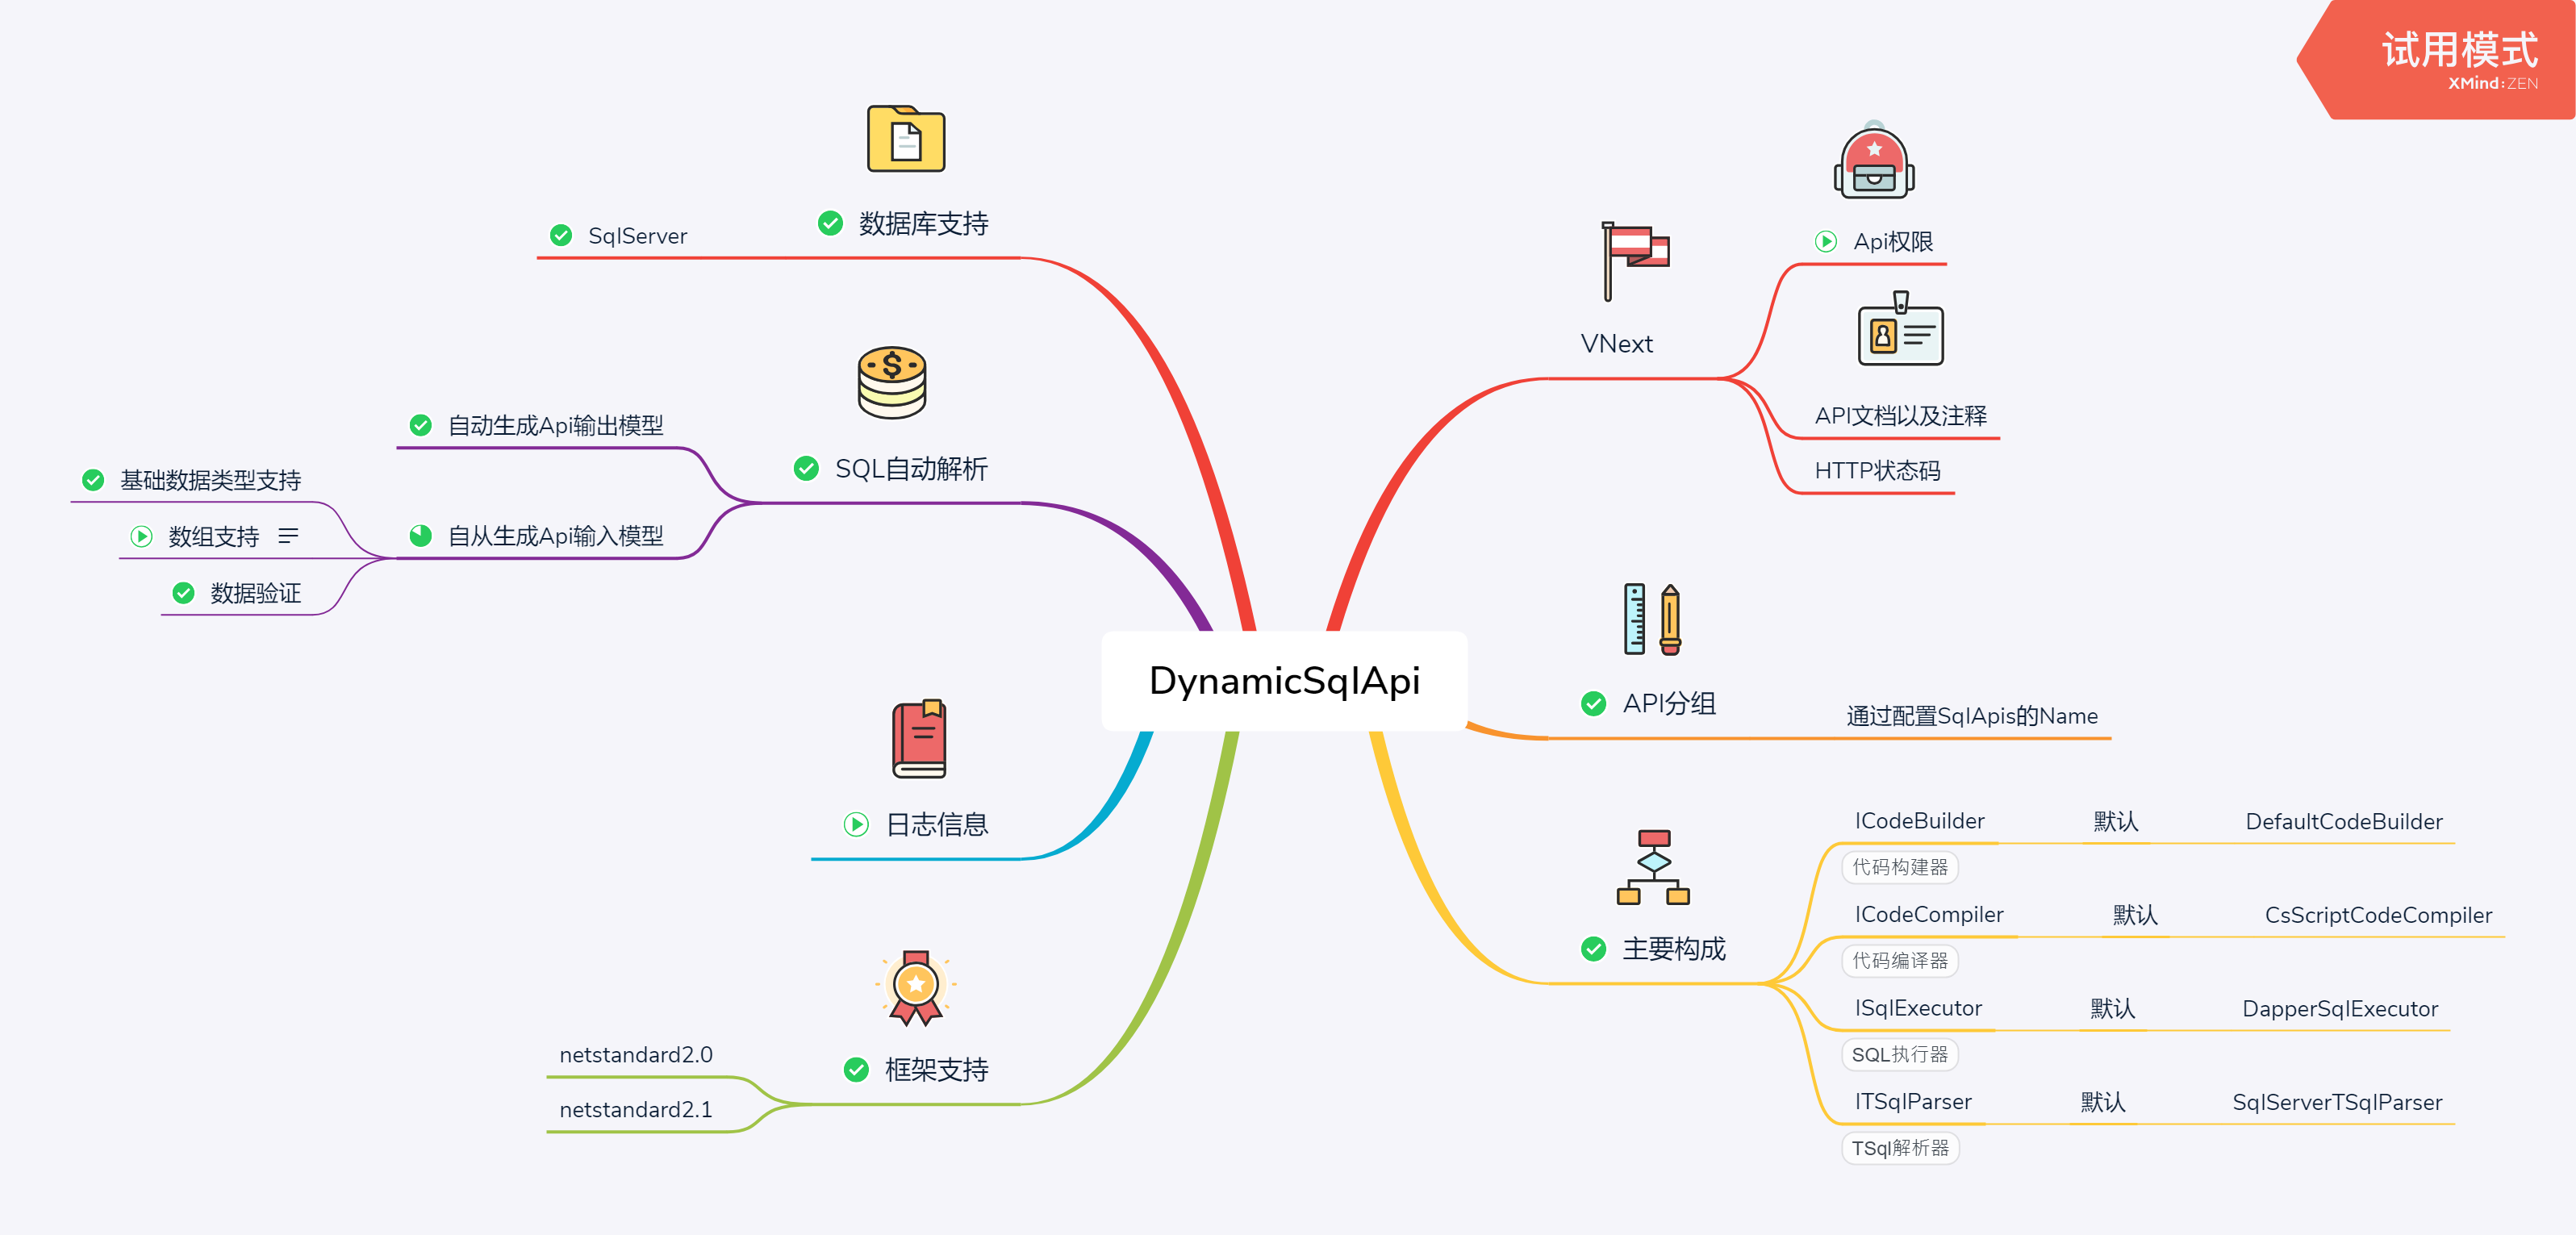 试用模式
XMind:ZEN
DynamicSqlApi
数据库支持
SqlServer
SQL自动解析
自动生成Api输出模型
自从生成Api输入模型
基础数据类型支持
数组支持
数据验证
日志信息
框架支持
netstandard2.0
netstandard2.1
VNext
Api权限
API文档以及注释
HTTP状态码
API分组
通过配置SqlApis的Name
主要构成
ICodeBuilder
默认
DefaultCodeBuilder
代码构建器
ICodeCompiler
默认
CsScriptCodeCompiler
代码编译器
ISqlExecutor
默认
DapperSqlExecutor
SQL执行器
ITSqlParser
默认
SqlServerTSqlParser
TSql解析器